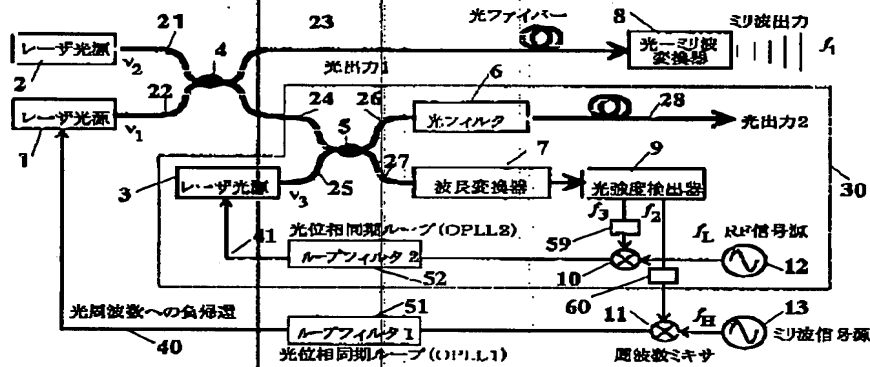 21
23
光ファイバー
8
ミリ波出力
レーザ光源
ν2
4
光―ミリ波
変換器
f1
2
22
光出力1
6
レーザ光源
ν1
24
26
光フィルタ
28
光出力2
1
5
7
9
3
レーザ光源
ν3
25
27
波長変換器
光強度検出器
30
41
光位相同期ループ(OPLL2)
f3
f2
59
fL
RF信号源
ループフィルタ2
52
10
12
60
光周波数への負帰還
51
11
fH
13
40
ループフィルタ1
ミリ波信号源
光位相同期ループ(OPLL1)
周波数ミキサ